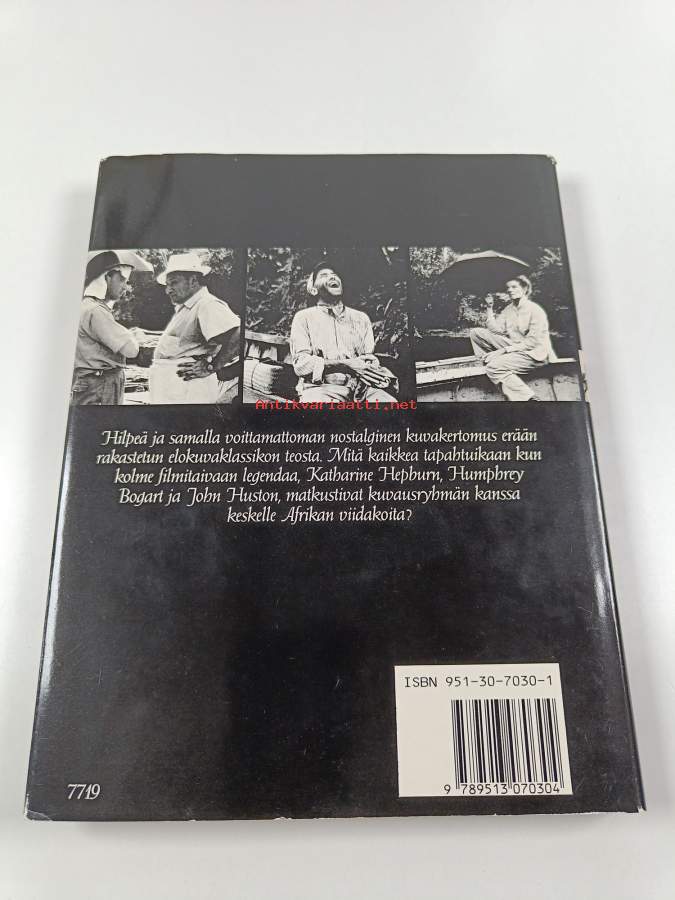 Antikvariaatti.net
Hilpeä ja samalla voittamattoman nostalginen kuvakertomus erään
rakastetun elokuvaklassikon teosta. Mitä kaikkea tapahtuikaan kun
kolme filmitaivaan legendaa, Katharine Hepburn, Humphrey
Bogart ja John Huston, matkustivat kuvausryhmän kanssa
keskelle Afrikan viidakoita?
ISBN 951-30-7030-1
9 789513 070304
7719